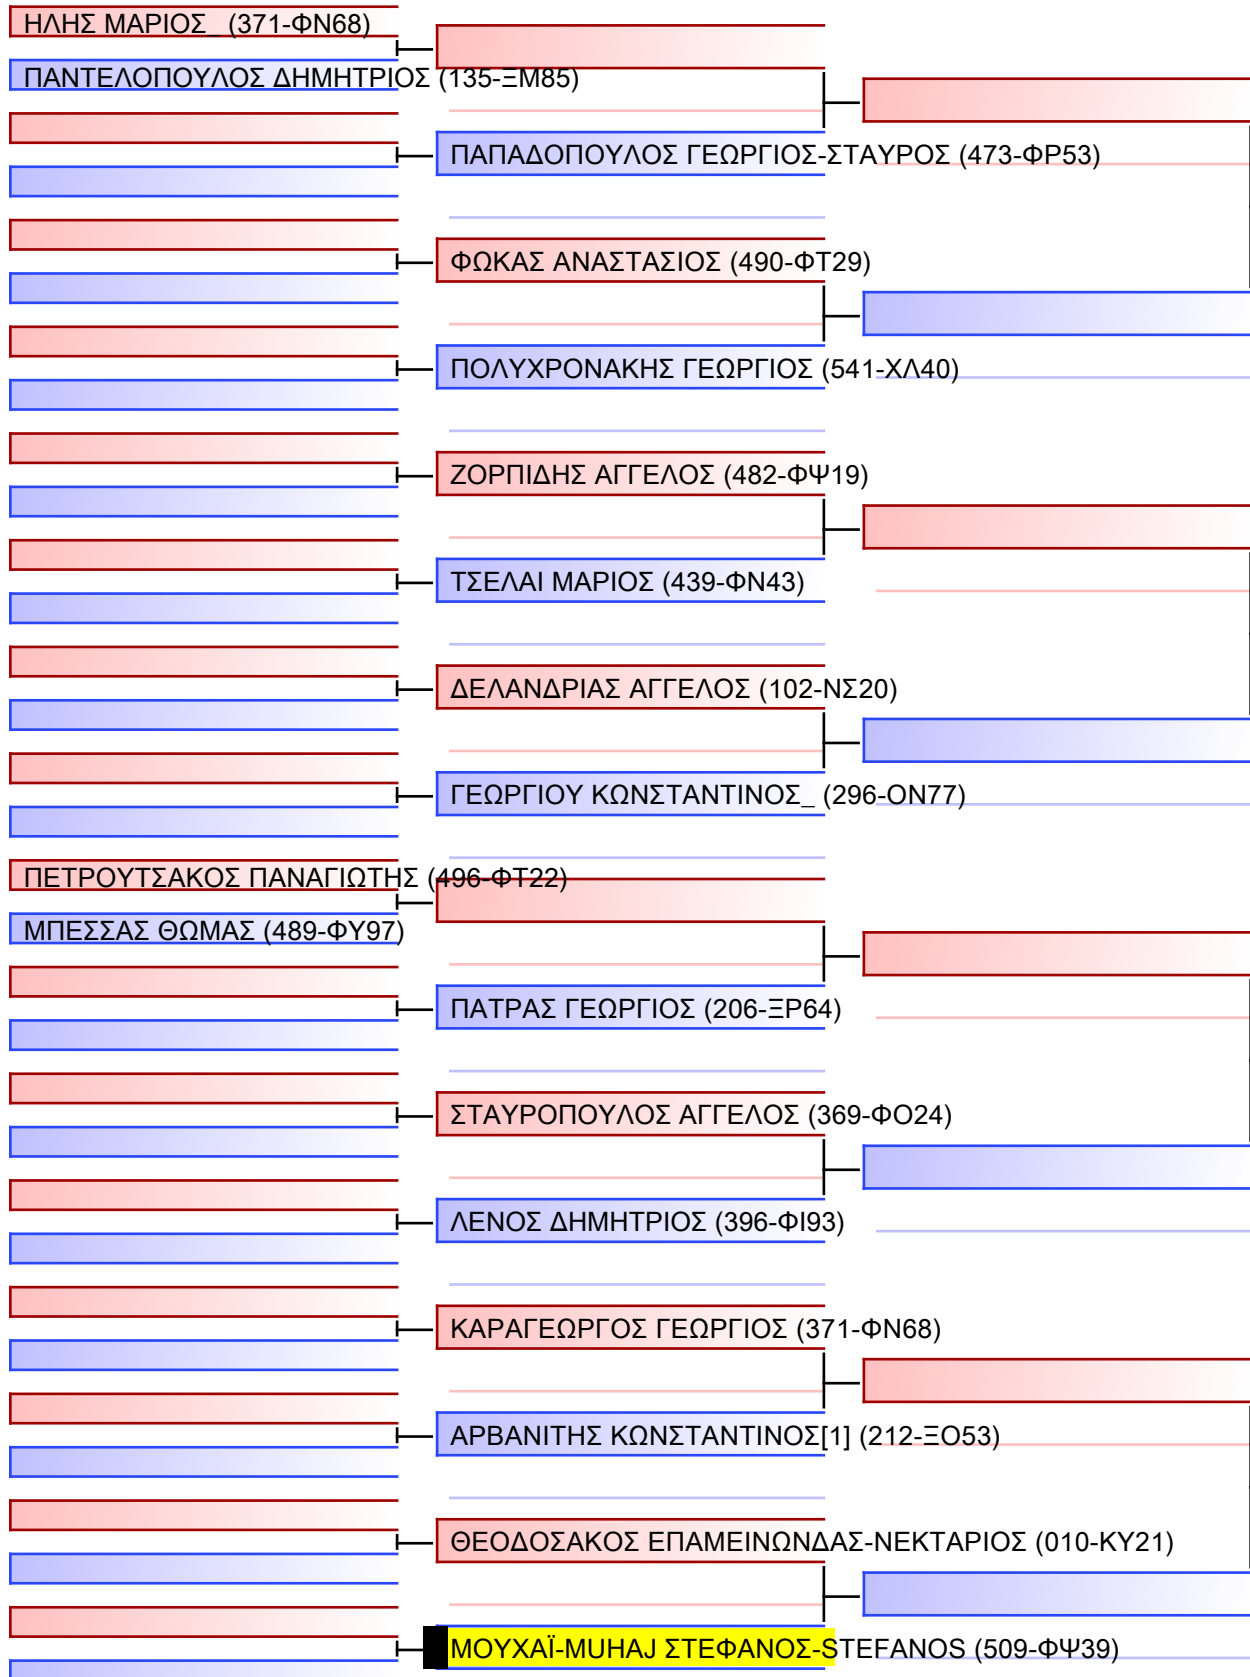 ΗΛΗΣ ΜΑΡΙΟΣ_ (371-ΦΝ68)
ΠΑΝΤΕΛΟΠΟΥΛΟΣ ΔΗΜΗΤΡΙΟΣ (135-ΞΜ85)
ΠΑΠΑΔΟΠΟΥΛΟΣ ΓΕΩΡΓΙΟΣ-ΣΤΑΥΡΟΣ (473-ΦΡ53)
ΦΩΚΑΣ ΑΝΑΣΤΑΣΙΟΣ (490-ΦΤ29)
ΠΟΛΥΧΡΟΝΑΚΗΣ ΓΕΩΡΓΙΟΣ (541-ΧΛ40)
ΖΟΡΠΙΔΗΣ ΑΓΓΕΛΟΣ (482-ΦΨ19)
ΤΣΕΛΑΙ ΜΑΡΙΟΣ (439-ΦΝ43)
ΔΕΛΑΝΔΡΙΑΣ ΑΓΓΕΛΟΣ (102-ΝΣ20)
ΓΕΩΡΓΙΟΥ ΚΩΝΣΤΑΝΤΙΝΟΣ_ (296-ΟΝ77)
ΠΕΤΡΟΥΤΣΑΚΟΣ ΠΑΝΑΓΙΩΤΗΣ (496-ΦΤ22)
ΜΠΕΣΣΑΣ ΘΩΜΑΣ (489-ΦΥ97)
ΠΑΤΡΑΣ ΓΕΩΡΓΙΟΣ (206-ΞΡ64)
ΣΤΑΥΡΟΠΟΥΛΟΣ ΑΓΓΕΛΟΣ (369-ΦΟ24)
ΛΕΝΟΣ ΔΗΜΗΤΡΙΟΣ (396-ΦΙ93)
ΚΑΡΑΓΕΩΡΓΟΣ ΓΕΩΡΓΙΟΣ (371-ΦΝ68)
ΑΡΒΑΝΙΤΗΣ ΚΩΝΣΤΑΝΤΙΝΟΣ[1] (212-ΞΟ53)
ΘΕΟΔΟΣΑΚΟΣ ΕΠΑΜΕΙΝΩΝΔΑΣ-ΝΕΚΤΑΡΙΟΣ (010-ΚΥ21)
ΜΟΥΧΑΪ-MUHAJ ΣΤΕΦΑΝΟΣ-STEFANOS (509-ΦΨ39)